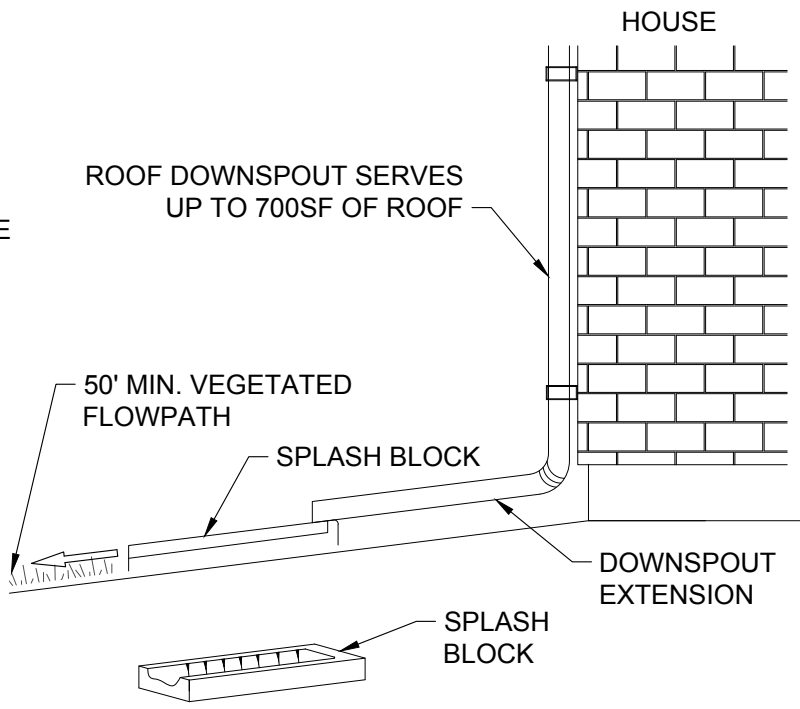 HOUSE
ROOF DOWNSPOUT SERVES
UP TO 700SF OF ROOF
E
50' MIN. VEGETATED
FLOWPATH
SPLASH BLOCK
DOWNSPOUT
EXTENSION
SPLASH
BLOCK